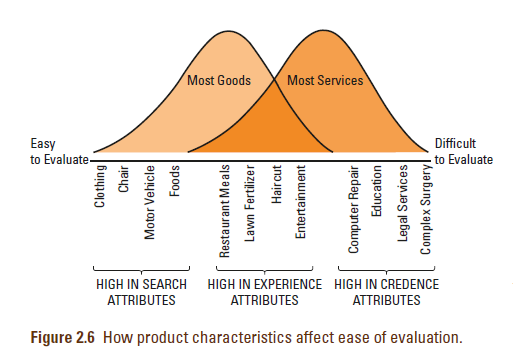 Most Goods
Most Services
Easy
to Evaluate
Difficult
to Evaluate
Clothing
Chair
Motor Vehicle
Foods
Restaurant Meals
Lawn Fertilizer
Haircut
Entertainment
Computer Repair
Education
Legal Services
Complex Surgery
HIGH IN SEARCH
ATTRIBUTES
HIGH IN EXPERIENCE
ATTRIBUTES
HIGH IN CREDENCE
ATTRIBUTES
Figure 2.6 How product characteristics affect ease of evaluation.